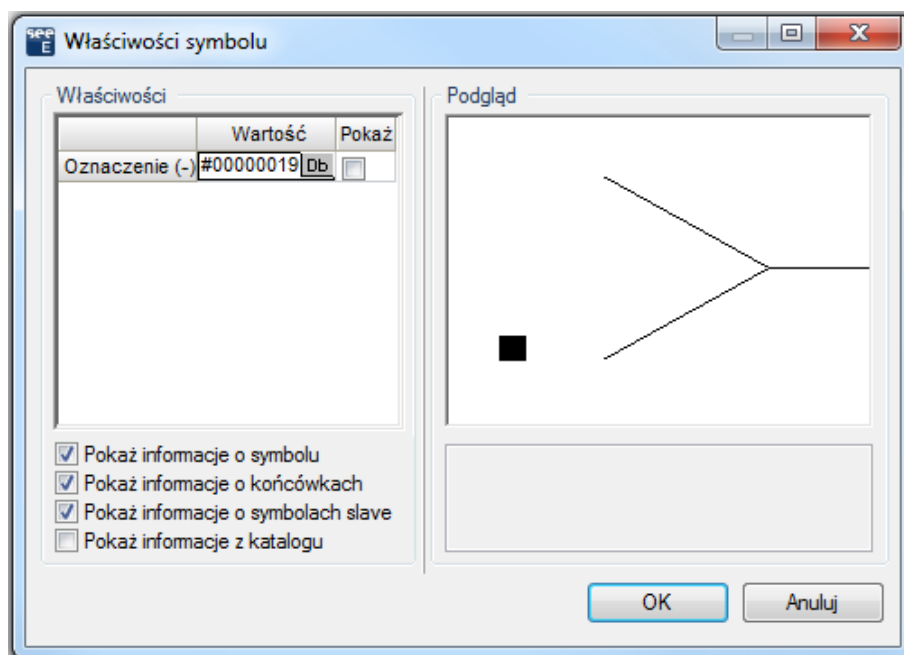 see E Właściwości symbolu
Właściwości
Wartość Pokaż
Oznaczenie (-) #00000019 Db
Pokaż informacje o symbolu
Pokaż informacje o końcówkach
Pokaż informacje o symbolach slave
Pokaż informacje z katalogu
Podgląd
OK Anuluj